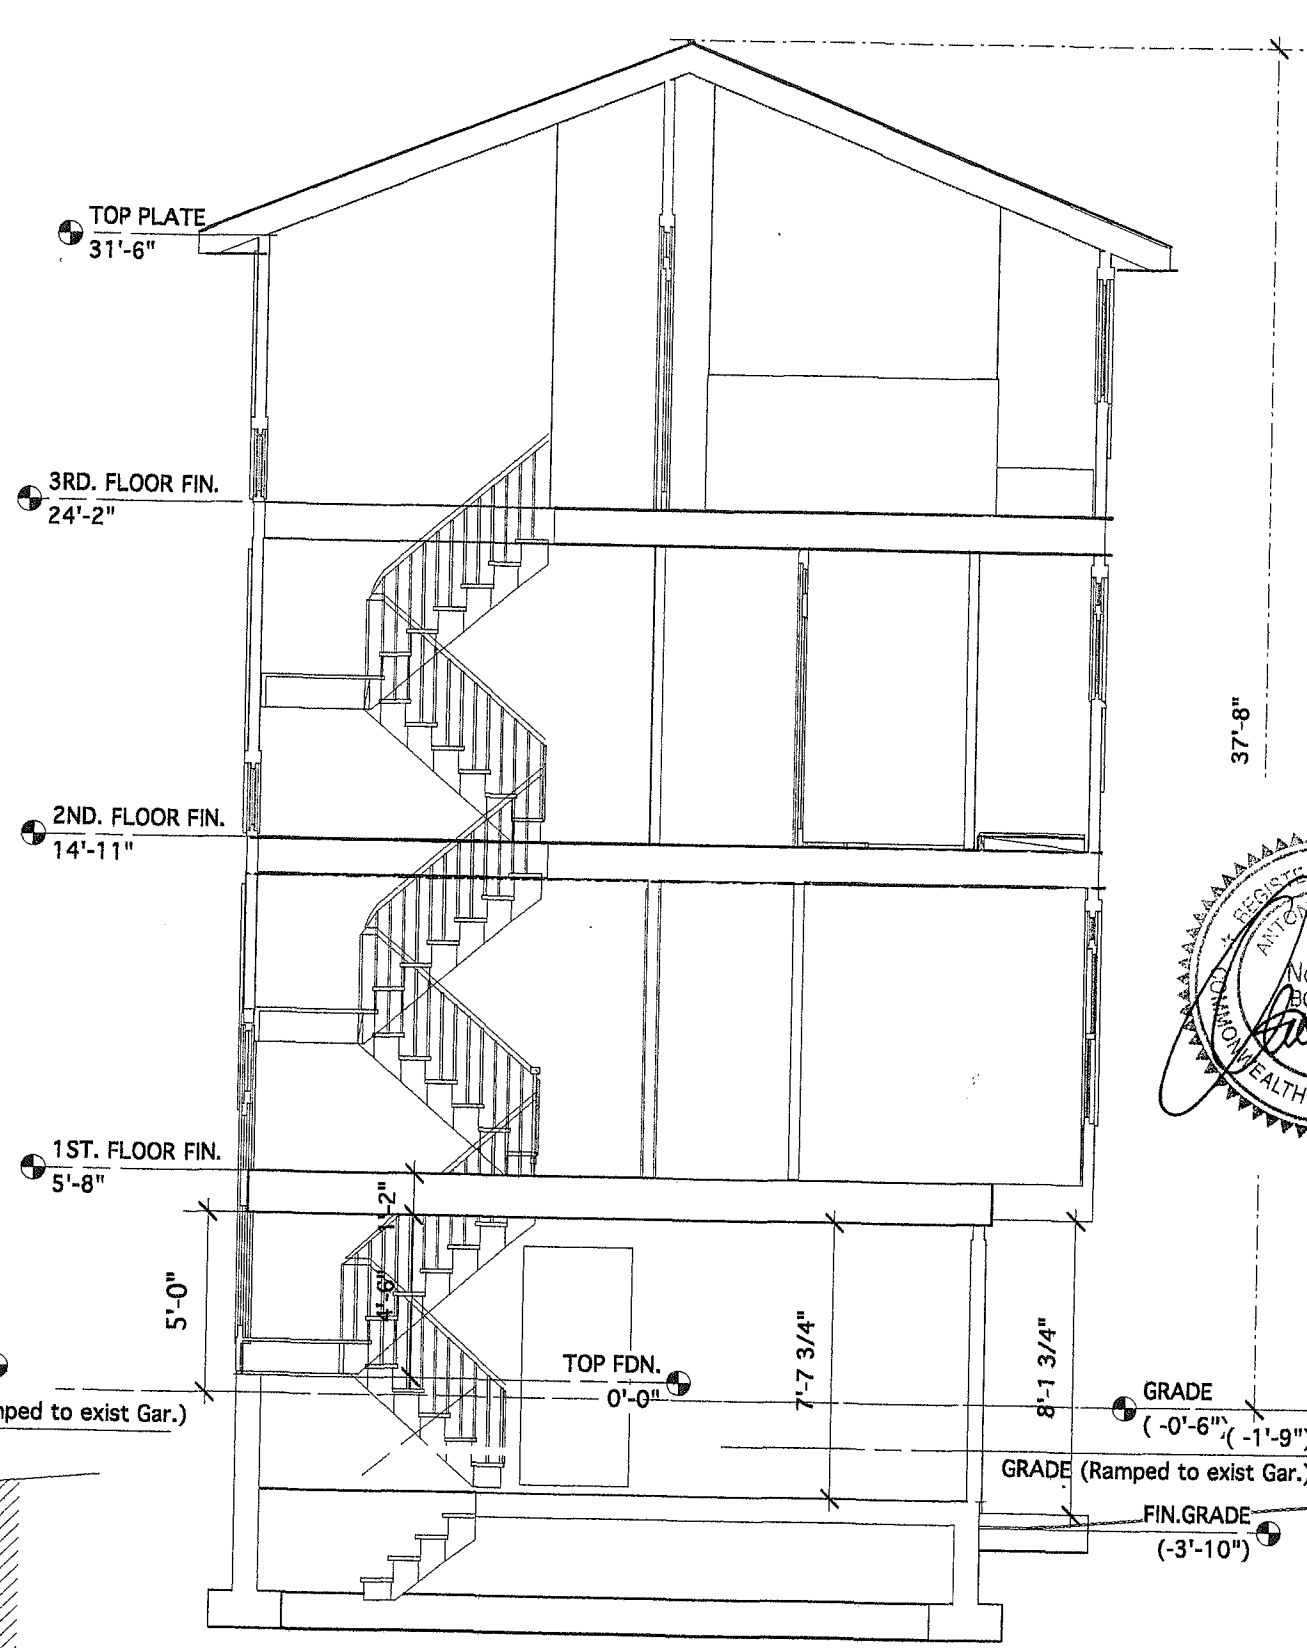 TOP PLATE
31'-6"
3RD. FLOOR FIN.
24'-2"
37'-8"
2ND. FLOOR FIN.
14'-11"
REGISTE
COMMONWEALTH
1ST. FLOOR FIN.
5'-8"
5'-0"
4'-6"
TOP FDN.
0'-0"
7'-7 3/4"
8'-1 3/4"
to exist Gar.)
GRADE
( -0'-6")
( -1'-9")
GRADE (Ramped to exist Gar.)
FIN.GRADE
(-3'-10")